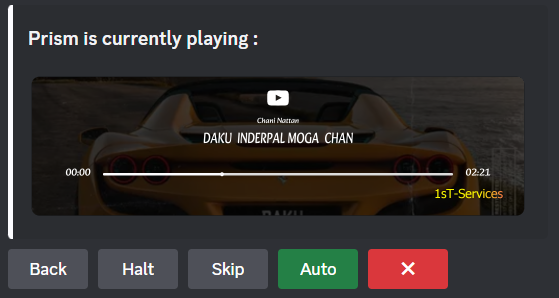 Prism is currently playing :
Chani Nattan
DAKU INDERPAL MOGA CHAN
00:00
02:21
1sT-Services
DAKU
Back
Halt
Skip
Auto